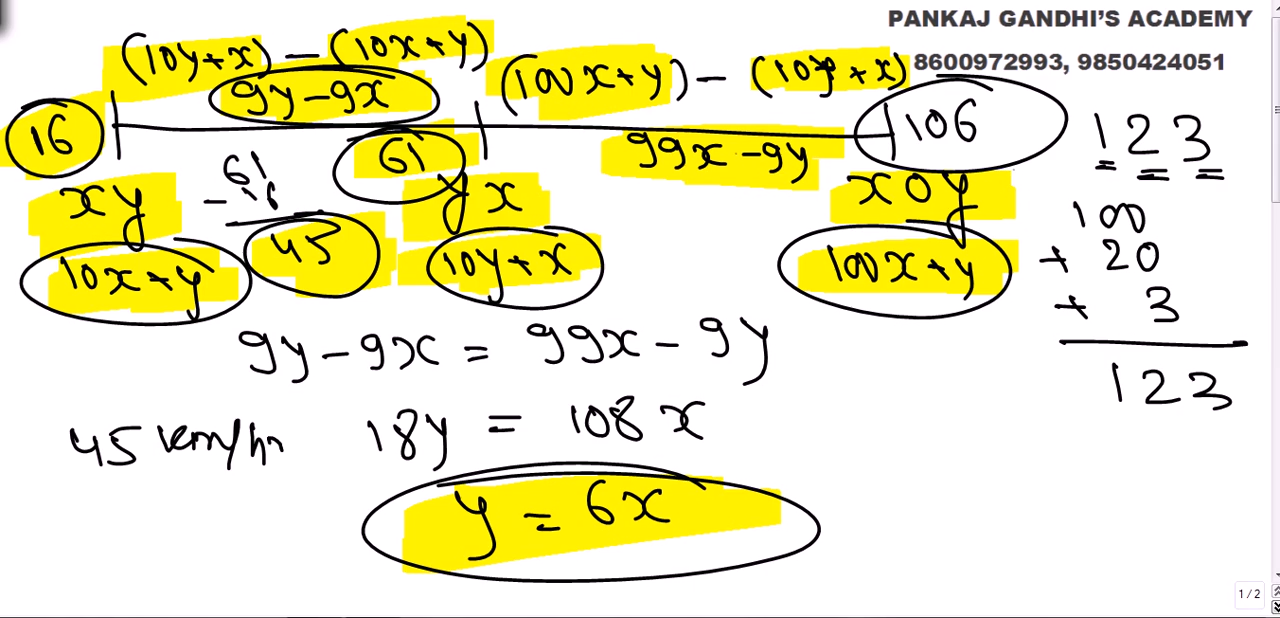 PANKAJ GANDHI'S ACADEMY
8600972993, 9850424051
(10y+x) - (10x+y)
(100x+y) - (10y+x)
9y-9x
16
61
106
99x-9y
123
61
- 16
45
xy
yx
x0y
10x+y
10y+x
100x+y
100
+ 20
+ 3
123
9y-9x = 99x-9y
45 km/hr
18y = 108x
y = 6x
1/2